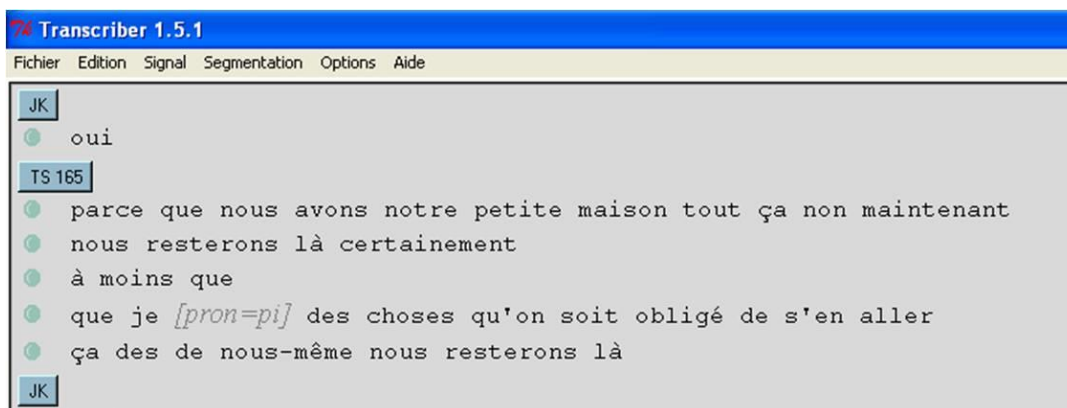 Transcriber 1.5.1
Fichier Edition Signal Segmentation Options Aide
JK
oui
TS 165
parce que nous avons notre petite maison tout ça non maintenant
nous resterons là certainement
à moins que
que je [pron=pi] des choses qu'on soit obligé de s'en aller
ça des de nous-même nous resterons là
JK